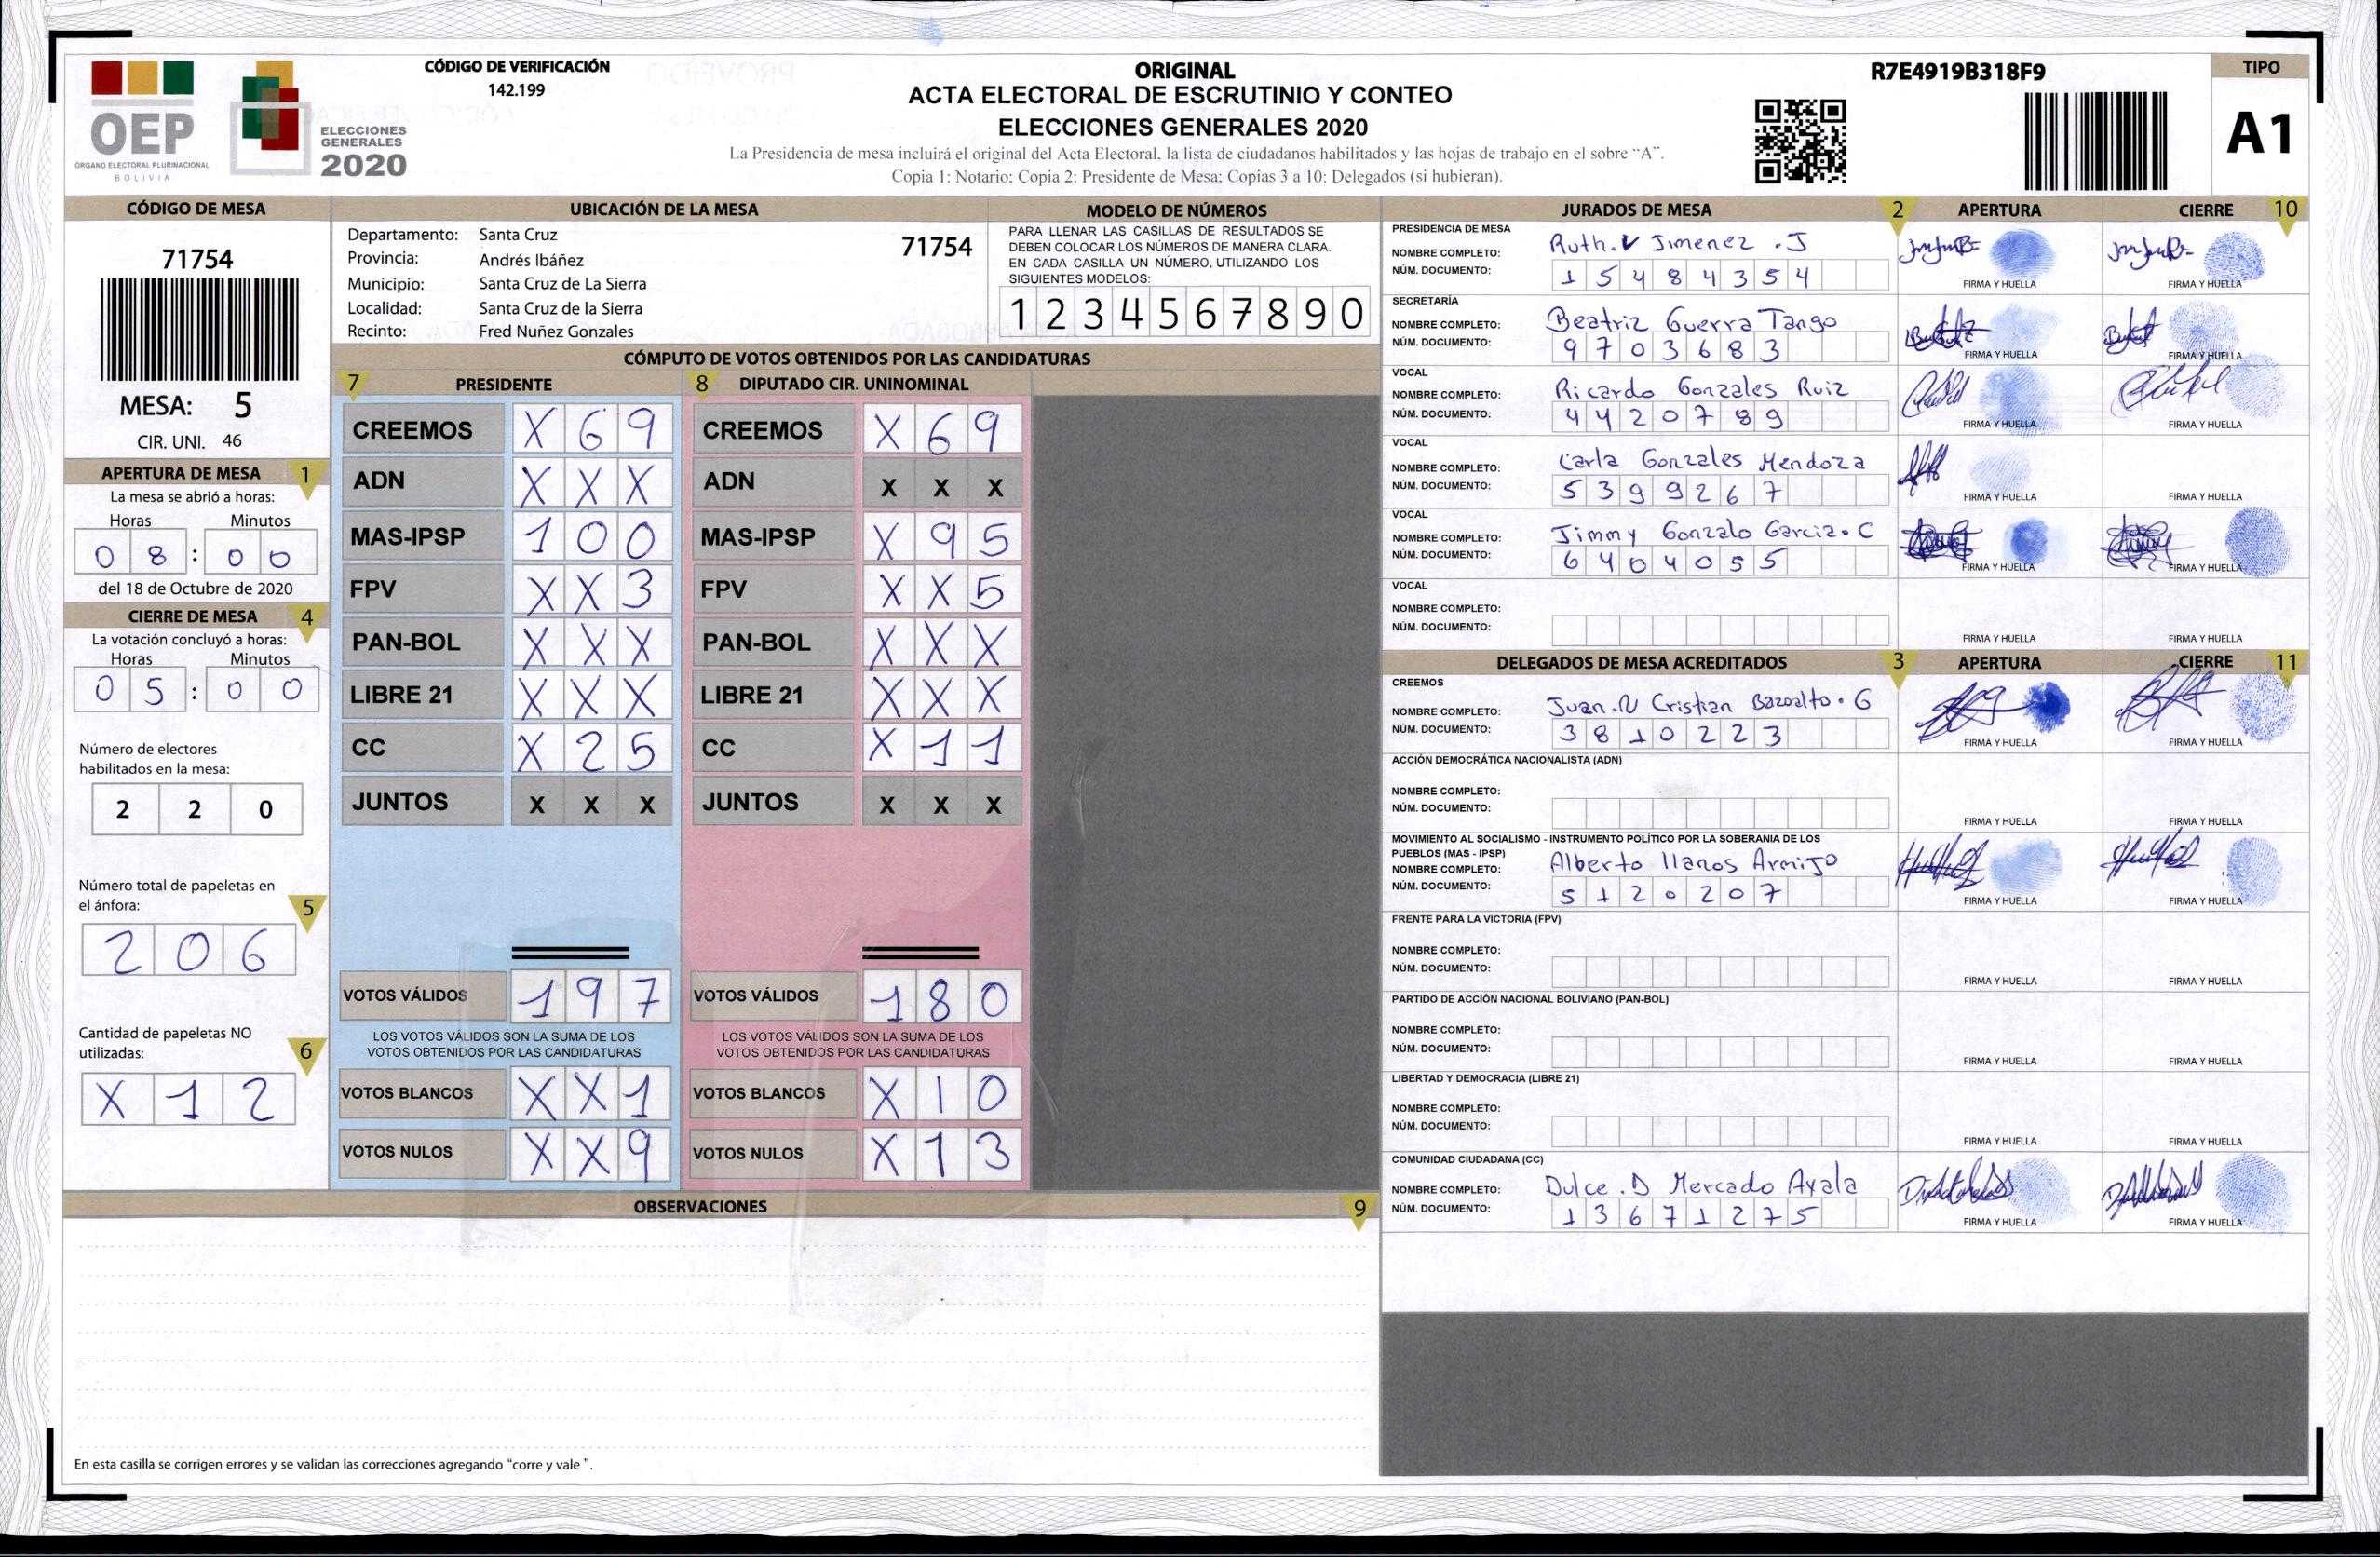 CÓDIGO DE VERIFICACIÓN
142.199
OEP
ÓRGANO ELECTORAL PLURINACIONAL
BOLIVIA
ELECCIONES
GENERALES
2020
ORIGINAL
ACTA ELECTORAL DE ESCRUTINIO Y CONTEO
ELECCIONES GENERALES 2020
La Presidencia de mesa incluirá el original del Acta Electoral, la lista de ciudadanos habilitados y las hojas de trabajo en el sobre "A".
Copia 1: Notario; Copia 2: Presidente de Mesa; Copias 3 a 10: Delegados (si hubieran).
R7E4919B318F9
TIPO
A1
CÓDIGO DE MESA
71754
MESA: 5
CIR. UNI. 46
APERTURA DE MESA 1
La mesa se abrió a horas:
Horas Minutos
0 8 : 0 0
del 18 de Octubre de 2020
CIERRE DE MESA 4
La votación concluyó a horas:
Horas Minutos
0 5 : 0 0
Número de electores
habilitados en la mesa:
2 2 0
Número total de papeletas en
el ánfora: 5
2 0 6
Cantidad de papeletas NO
utilizadas: 6
X 1 2
UBICACIÓN DE LA MESA
Departamento: Santa Cruz
71754
Provincia: Andrés Ibáñez
Municipio: Santa Cruz de La Sierra
Localidad: Santa Cruz de la Sierra
Recinto: Fred Nuñez Gonzales
MODELO DE NÚMEROS
PARA LLENAR LAS CASILLAS DE RESULTADOS SE
DEBEN COLOCAR LOS NÚMEROS DE MANERA CLARA.
EN CADA CASILLA UN NÚMERO, UTILIZANDO LOS
SIGUIENTES MODELOS:
1 2 3 4 5 6 7 8 9 0
CÓMPUTO DE VOTOS OBTENIDOS POR LAS CANDIDATURAS
7 PRESIDENTE 8 DIPUTADO CIR. UNINOMINAL
CREEMOS X 6 9 CREEMOS X 6 9
ADN X X X ADN X X X
MAS-IPSP 1 0 0 MAS-IPSP X 9 5
FPV X X 3 FPV X X 5
PAN-BOL X X X PAN-BOL X X X
LIBRE 21 X X X LIBRE 21 X X X
CC X 2 5 CC X 1 1
JUNTOS X X X JUNTOS X X X
VOTOS VÁLIDOS 1 9 7 VOTOS VÁLIDOS 1 8 0
LOS VOTOS VÁLIDOS SON LA SUMA DE LOS LOS VOTOS VÁLIDOS SON LA SUMA DE LOS
VOTOS OBTENIDOS POR LAS CANDIDATURAS VOTOS OBTENIDOS POR LAS CANDIDATURAS
VOTOS BLANCOS X X 1 VOTOS BLANCOS X 1 0
VOTOS NULOS X X 9 VOTOS NULOS X 1 3
OBSERVACIONES 9
En esta casilla se corrigen errores y se validan las correcciones agregando "corre y vale ".
JURADOS DE MESA 2 APERTURA CIERRE 10
PRESIDENCIA DE MESA
NOMBRE COMPLETO: Ruth.V Jimenez .J
NÚM. DOCUMENTO: 1 5 4 8 4 3 5 4
FIRMA Y HUELLA FIRMA Y HUELLA
SECRETARÍA
NOMBRE COMPLETO: Beatriz Guerra Tango
NÚM. DOCUMENTO: 9 7 0 3 6 8 3
FIRMA Y HUELLA FIRMA Y HUELLA
VOCAL
NOMBRE COMPLETO: Ricardo Gonzales Ruiz
NÚM. DOCUMENTO: 4 4 2 0 7 8 9
FIRMA Y HUELLA FIRMA Y HUELLA
VOCAL
NOMBRE COMPLETO: Carla Gonzales Mendoza
NÚM. DOCUMENTO: 5 3 9 9 2 6 7
FIRMA Y HUELLA FIRMA Y HUELLA
VOCAL
NOMBRE COMPLETO: Jimmy Gonzalo Garcia. C
NÚM. DOCUMENTO: 6 4 0 4 0 5 5
FIRMA Y HUELLA FIRMA Y HUELLA
VOCAL
NOMBRE COMPLETO:
NÚM. DOCUMENTO:
FIRMA Y HUELLA FIRMA Y HUELLA
DELEGADOS DE MESA ACREDITADOS 3 APERTURA CIERRE 11
CREEMOS
NOMBRE COMPLETO: Juan.N Cristian Bazoalto. G
NÚM. DOCUMENTO: 3 8 1 0 2 2 3
FIRMA Y HUELLA FIRMA Y HUELLA
ACCIÓN DEMOCRÁTICA NACIONALISTA (ADN)
NOMBRE COMPLETO:
NÚM. DOCUMENTO:
FIRMA Y HUELLA FIRMA Y HUELLA
MOVIMIENTO AL SOCIALISMO - INSTRUMENTO POLÍTICO POR LA SOBERANIA DE LOS
PUEBLOS (MAS - IPSP)
NOMBRE COMPLETO: Alberto llanos Armijo
NÚM. DOCUMENTO: 5 1 2 0 2 0 7
FIRMA Y HUELLA FIRMA Y HUELLA
FRENTE PARA LA VICTORIA (FPV)
NOMBRE COMPLETO:
NÚM. DOCUMENTO:
FIRMA Y HUELLA FIRMA Y HUELLA
PARTIDO DE ACCIÓN NACIONAL BOLIVIANO (PAN-BOL)
NOMBRE COMPLETO:
NÚM. DOCUMENTO:
FIRMA Y HUELLA FIRMA Y HUELLA
LIBERTAD Y DEMOCRACIA (LIBRE 21)
NOMBRE COMPLETO:
NÚM. DOCUMENTO:
FIRMA Y HUELLA FIRMA Y HUELLA
COMUNIDAD CIUDADANA (CC)
NOMBRE COMPLETO: Dulce .D Mercado Ayala
NÚM. DOCUMENTO: 1 3 6 7 1 2 7 5
FIRMA Y HUELLA FIRMA Y HUELLA